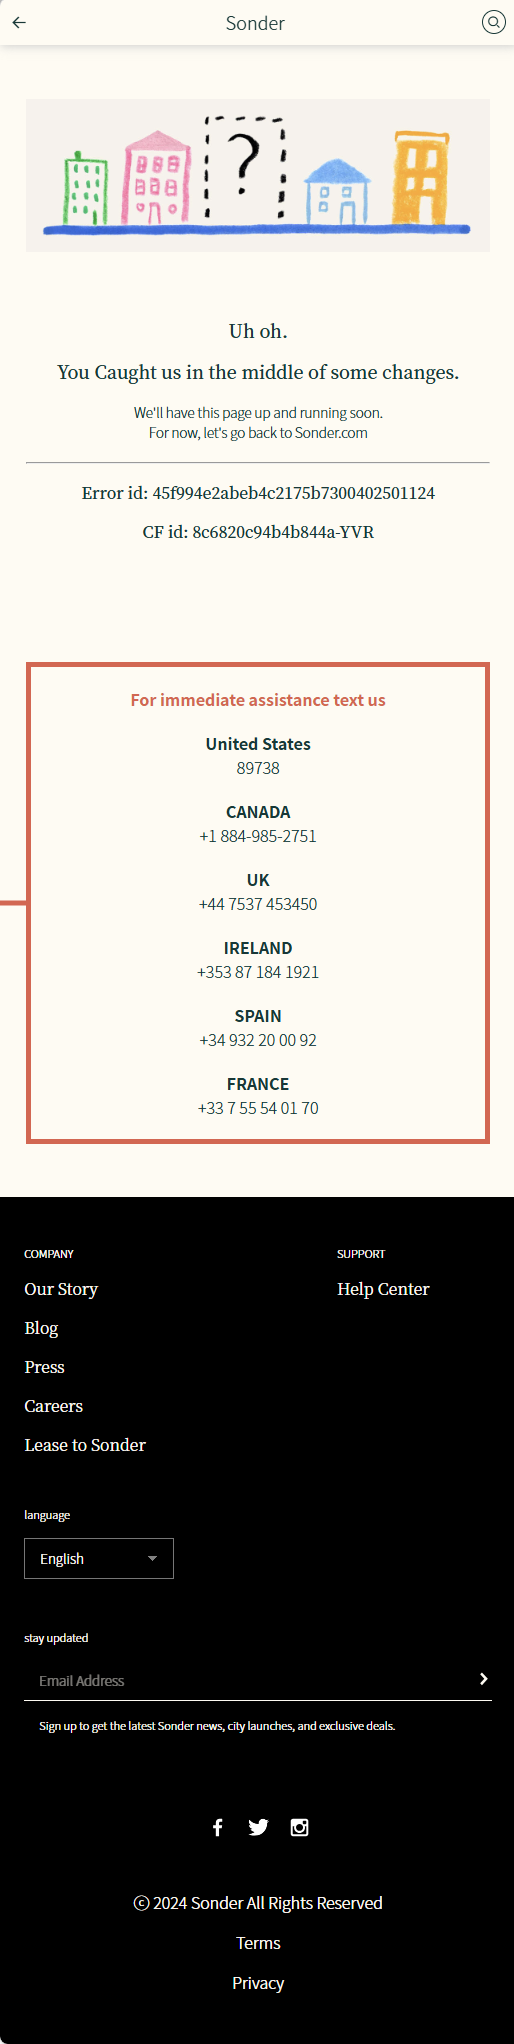 Sonder
?
Uh oh.
You Caught us in the middle of some changes.
We'll have this page up and running soon.
For now, let's go back to Sonder.com
Error id: 45f994e2abeb4c2175b7300402501124
CF id: 8c6820c94b4b844a-YVR
For immediate assistance text us
United States
89738
CANADA
+1 884-985-2751
UK
+44 7537 453450
IRELAND
+353 87 184 1921
SPAIN
+34 932 20 00 92
FRANCE
+33 7 55 54 01 70
COMPANY
Our Story
Blog
Press
Careers
Lease to Sonder
SUPPORT
Help Center
language
English
stay updated
Email Address
Sign up to get the latest Sonder news, city launches, and exclusive deals.
© 2024 Sonder All Rights Reserved
Terms
Privacy